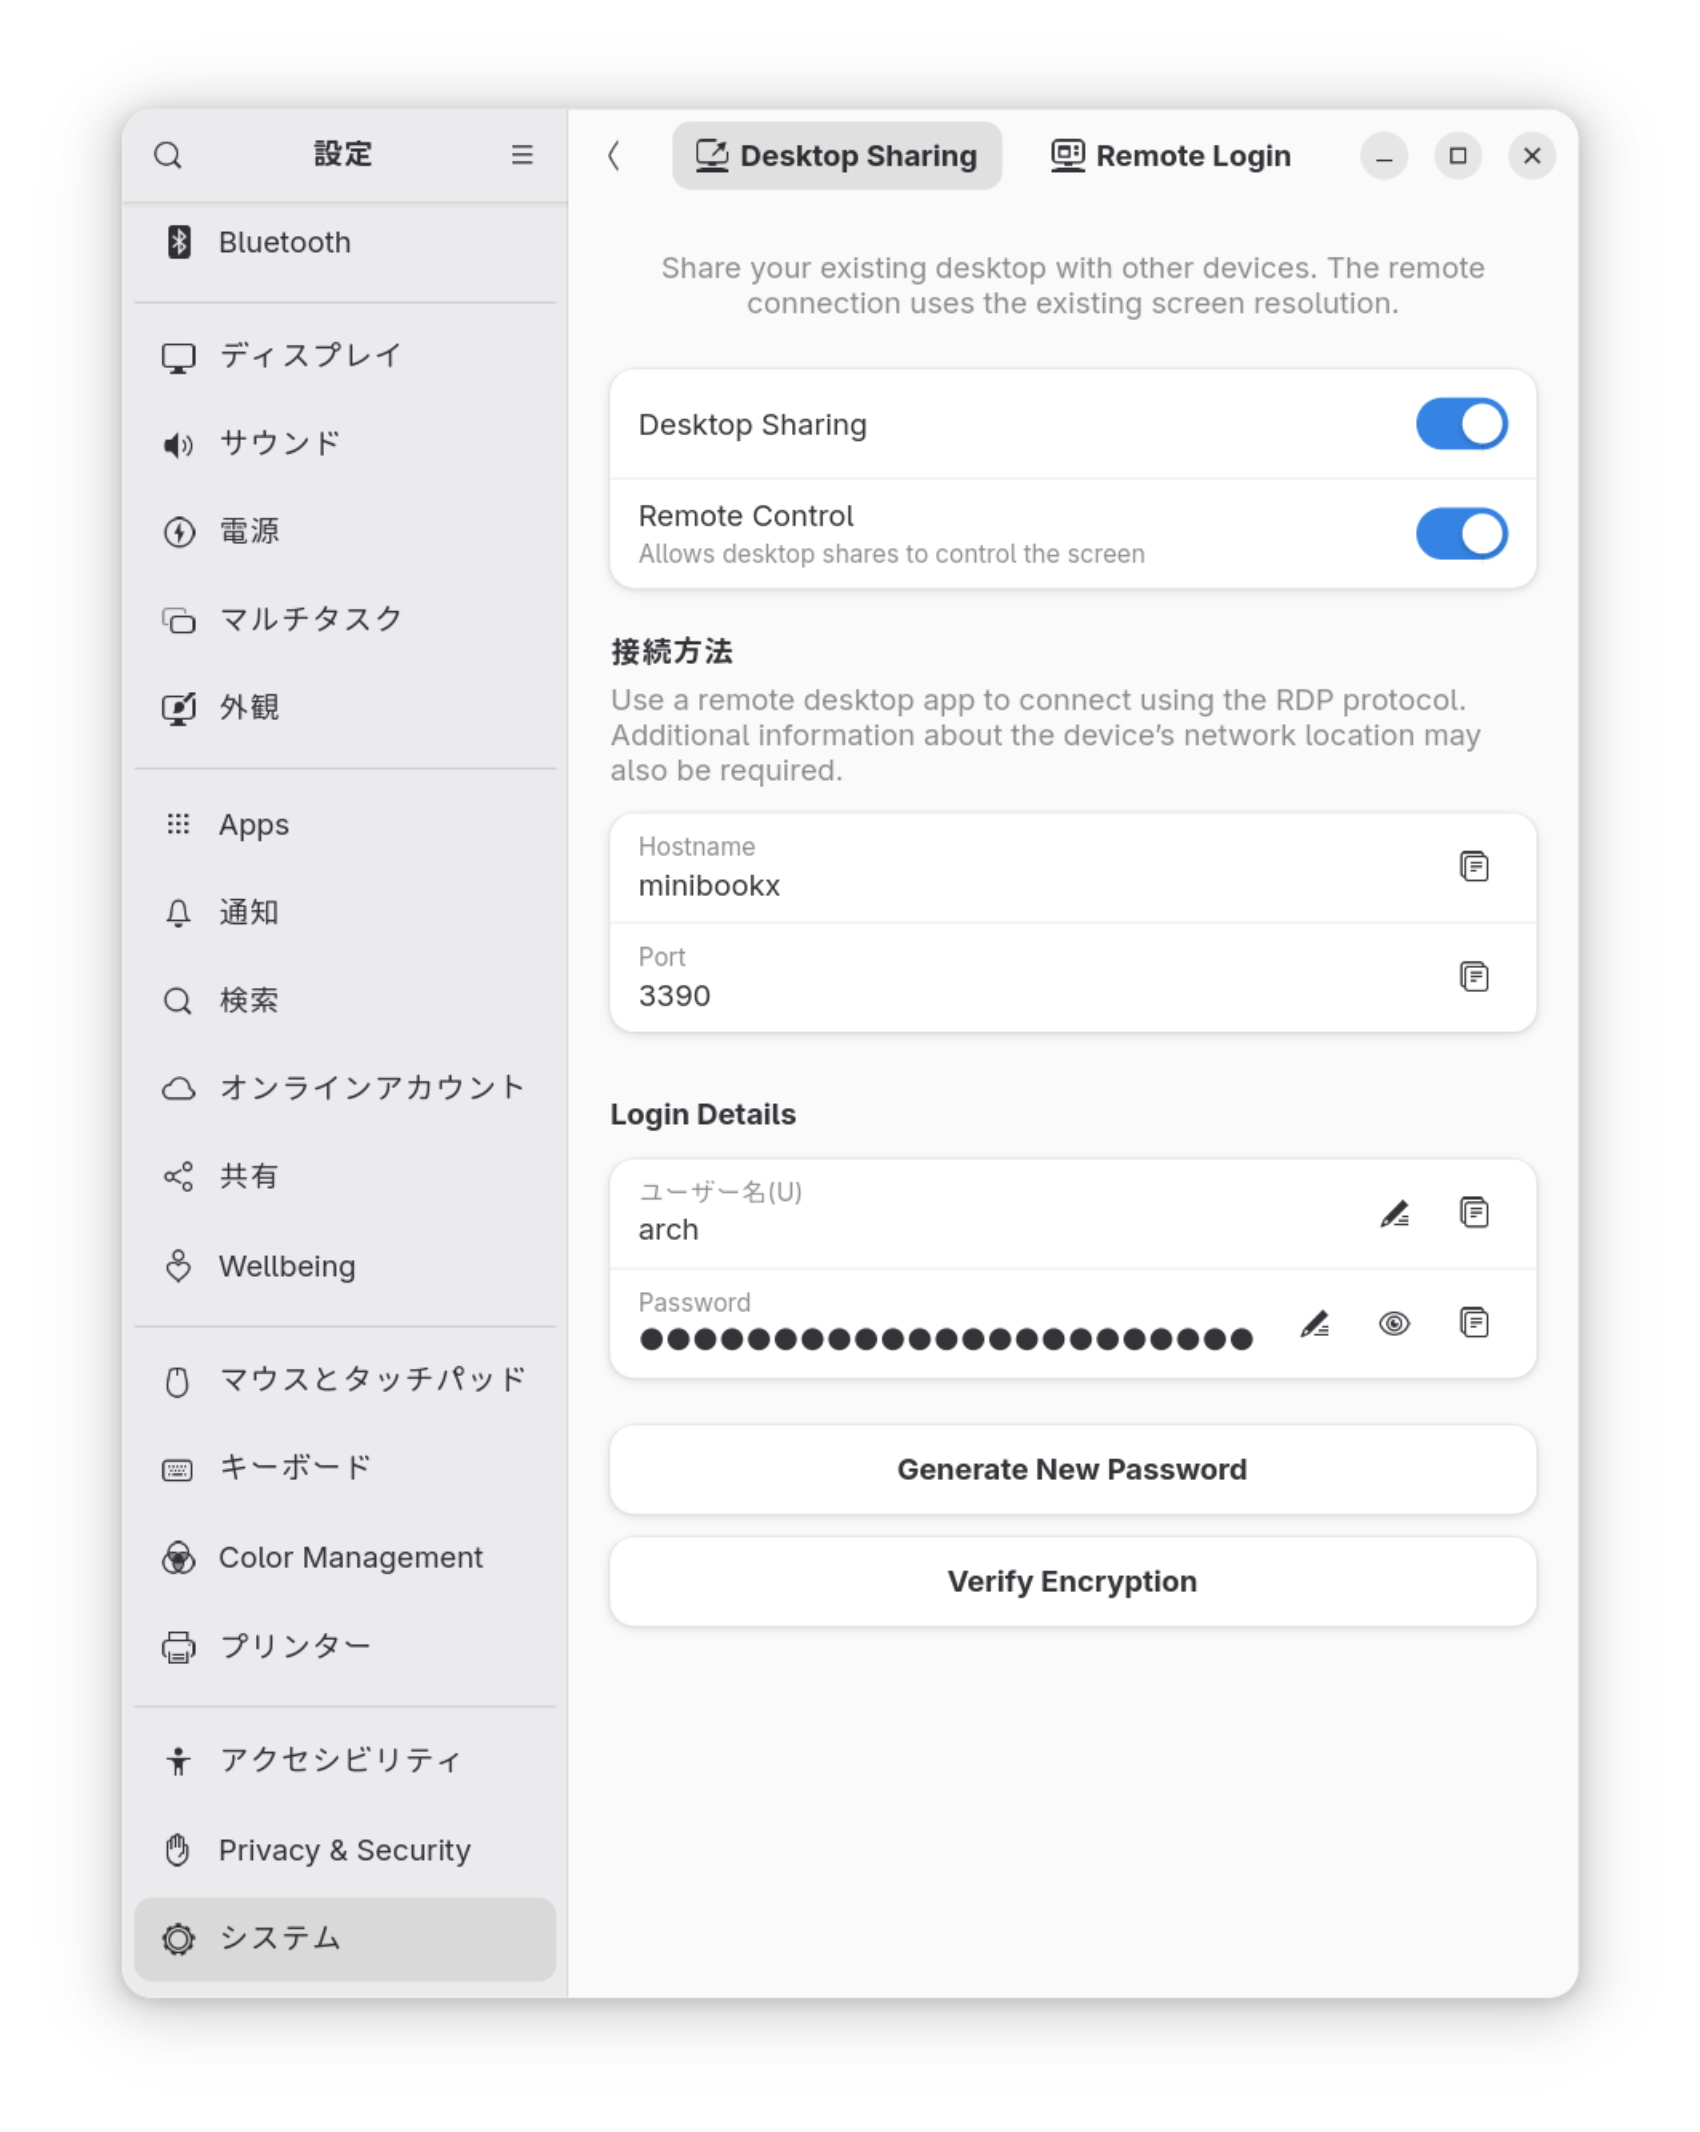 設定
Bluetooth
ディスプレイ
サウンド
電源
マルチタスク
外観
Apps
通知
検索
オンラインアカウント
共有
Wellbeing
マウスとタッチパッド
キーボード
Color Management
プリンター
アクセシビリティ
Privacy & Security
システム
Desktop Sharing
Remote Login
Share your existing desktop with other devices. The remote
connection uses the existing screen resolution.
Desktop Sharing
Remote Control
Allows desktop shares to control the screen
接続方法
Use a remote desktop app to connect using the RDP protocol.
Additional information about the device’s network location may
also be required.
Hostname
minibookx
Port
3390
Login Details
ユーザー名(U)
arch
Password
●●●●●●●●●●●●●●●●●●●●●●●
Generate New Password
Verify Encryption